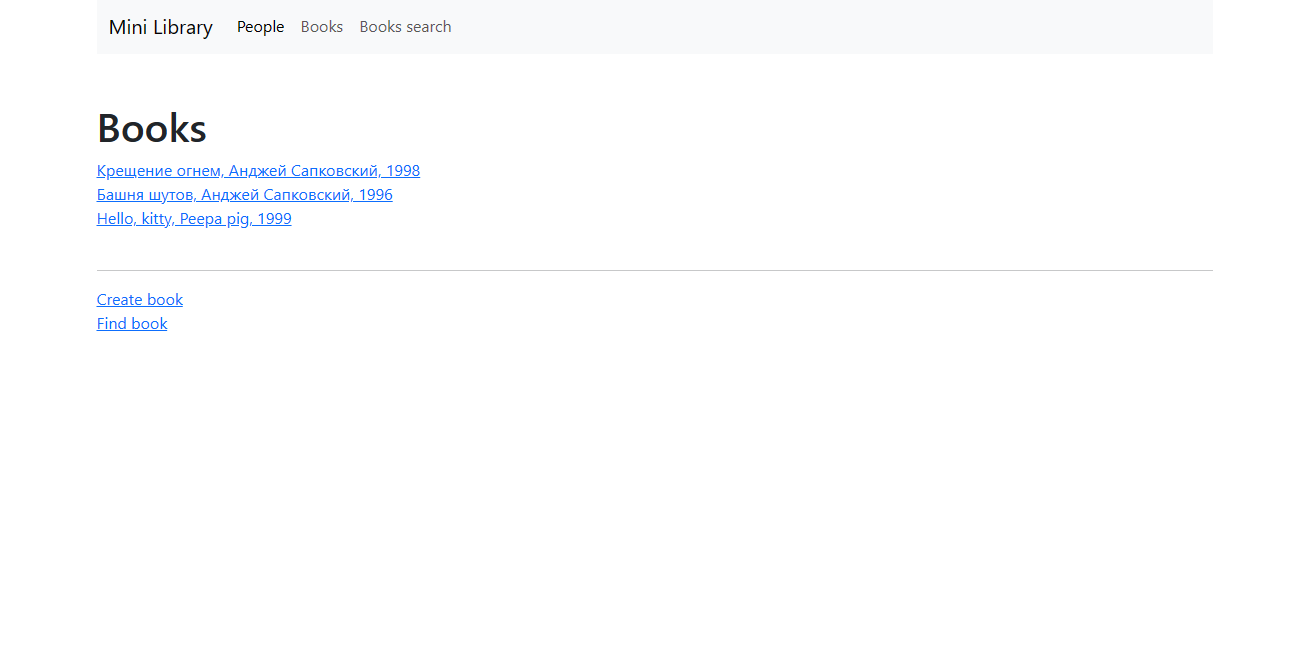 Mini Library People Books Books search
Books
Крещение огнем, Анджей Сапковский, 1998
Башня шутов, Анджей Сапковский, 1996
Hello, kitty, Peepa pig, 1999
Create book
Find book